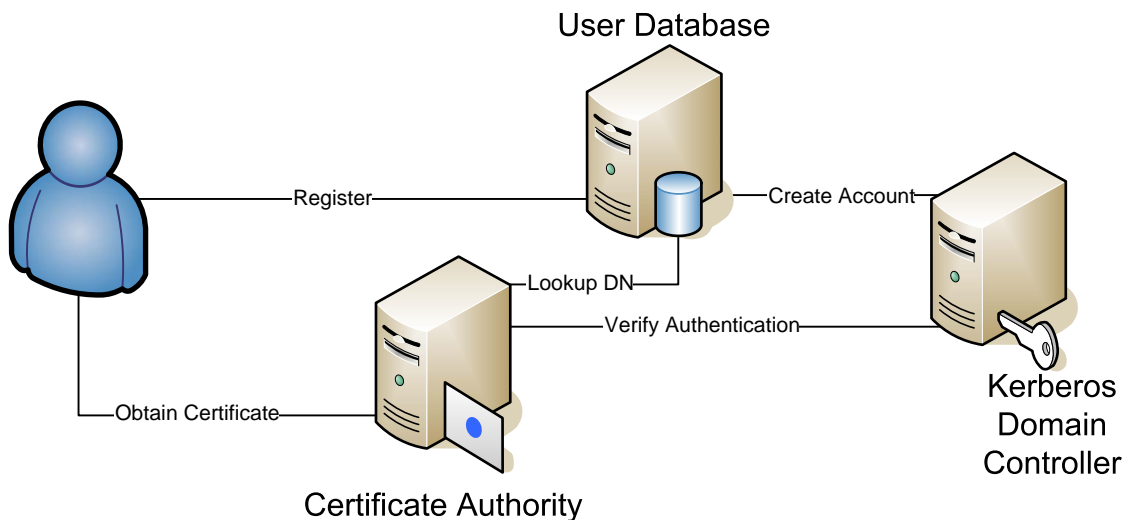 User Database
Register
Create Account
Lookup DN
Verify Authentication
Kerberos
Domain
Controller
Obtain Certificate
Certificate Authority